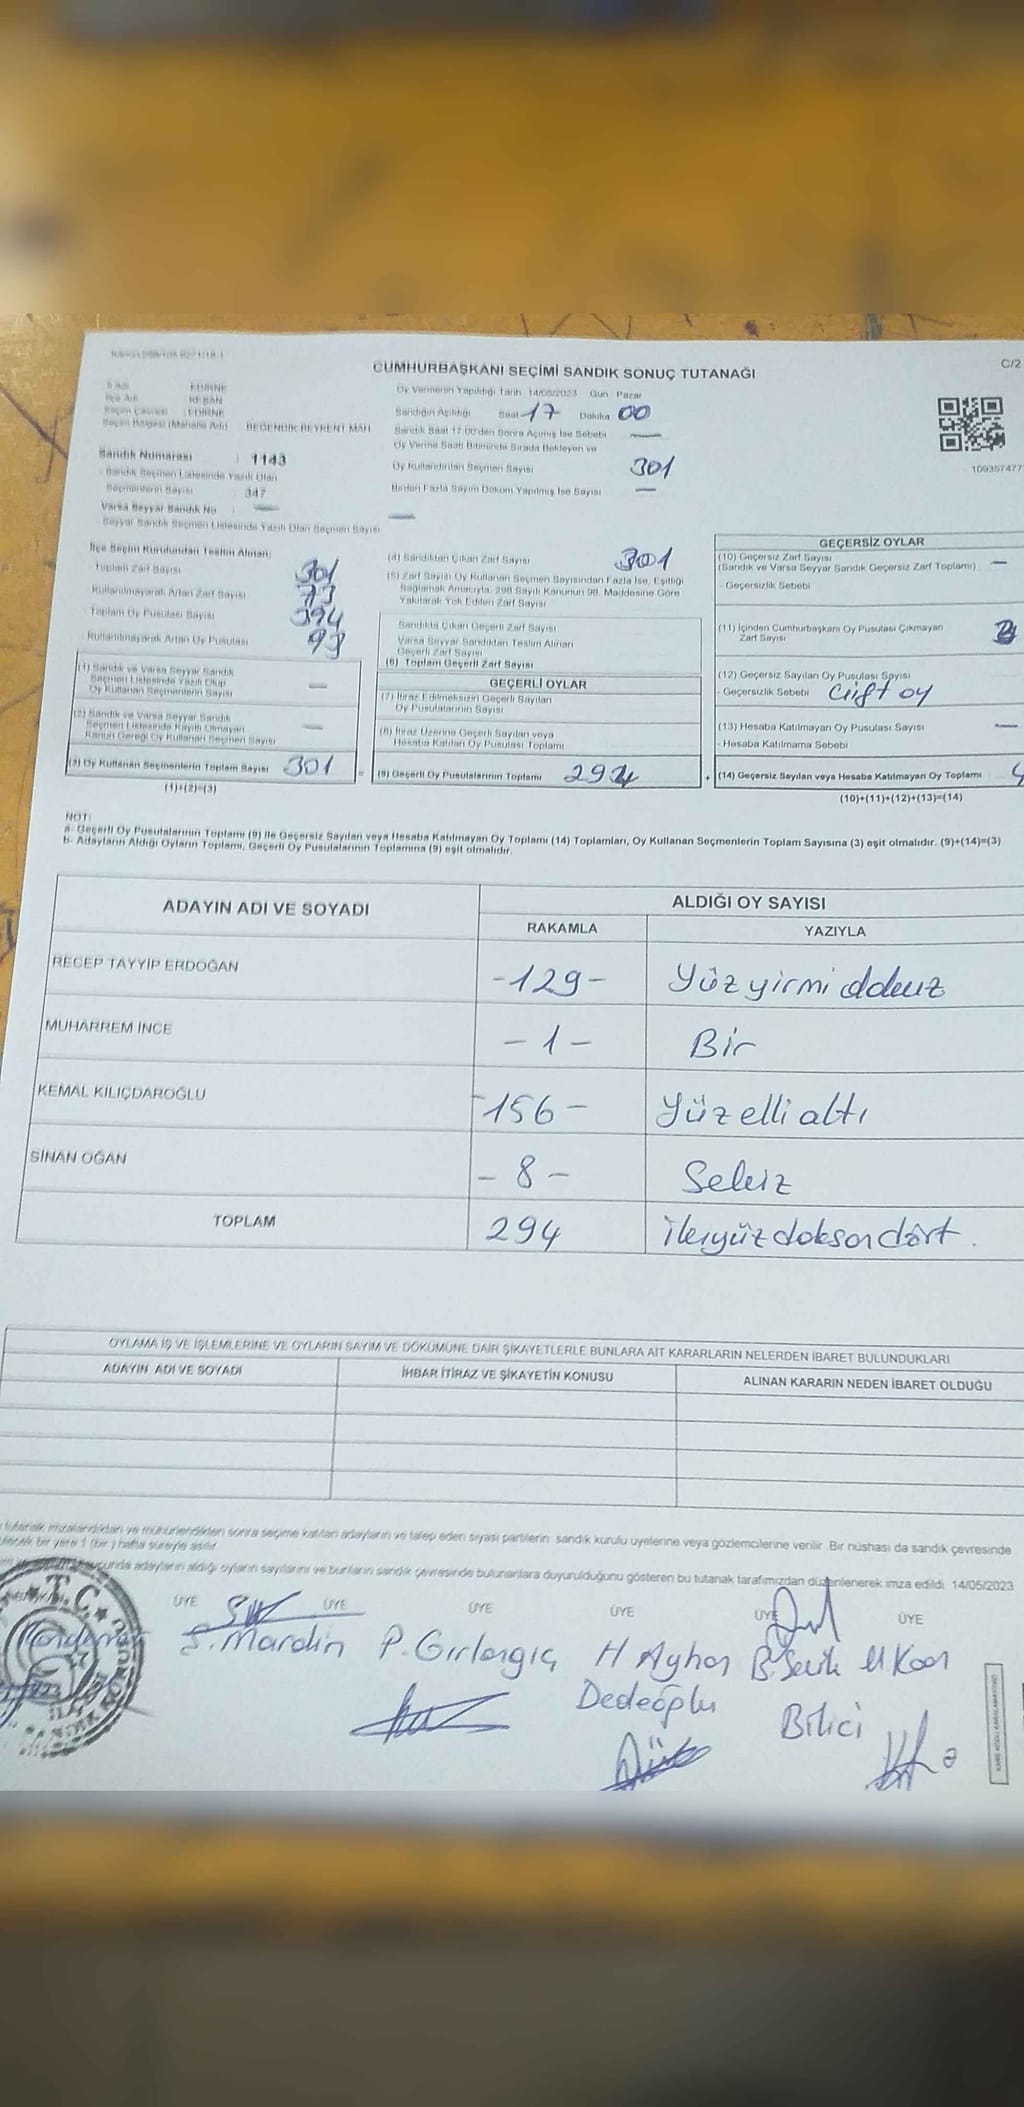 CUMHURBAŞKANI SEÇİMİ SANDIK SONUÇ TUTANAĞI
C/2
İli Adı : EDİRNE
İlçe Adı : KEŞAN
Seçim Çevresi : EDİRNE
Seçim Bölgesi (Mahalle Adı) BEĞENDİK BEYKENT MAH
Sandık Numarası : 1143
Sandık Seçmen Listesinde Yazılı Olan
Seçmenlerin Sayısı : 347
Varsa Seyyar Sandık No : —
Seyyar Sandık Seçmen Listesinde Yazılı Olan Seçmen Sayısı —
Oy Vermenin Yapıldığı Tarih 14/05/2023 Gün Pazar
Sandığın Açıldığı Saat 17 Dakika 00
Sandık Saat 17:00'den Sonra Açılmış İse Sebebi —
Oy Verme Saati Bitiminde Sırada Bekleyen ve
Oy Kullandırılan Seçmen Sayısı 301
Birden Fazla Sayım Döküm Yapılmış İse Sayısı —
109357477
İlçe Seçim Kurulundan Teslim Alınan;
Toplam Zarf Sayısı
Kullanılmayarak Artan Zarf Sayısı
Toplam Oy Pusulası Sayısı 394
Kullanılmayarak Artan Oy Pusulası 93
(1) Sandık ve Varsa Seyyar Sandık
Seçmen Listesinde Yazılı Olup
Oy Kullanan Seçmenlerin Sayısı —
(2) Sandık ve Varsa Seyyar Sandık
Seçmen Listesinde Kayıtlı Olmayan
Kanun Gereği Oy Kullanan Seçmen Sayısı —
(3) Oy Kullanan Seçmenlerin Toplam Sayısı 301
(1)+(2)=(3)
(4) Sandıktan Çıkan Zarf Sayısı 301
(5) Zarf Sayısı Oy Kullanan Seçmen Sayısından Fazla İse, Eşitliği
Sağlamak Amacıyla, 298 Sayılı Kanunun 98. Maddesine Göre
Yakılarak Yok Edilen Zarf Sayısı
Sandıkta Çıkan Geçerli Zarf Sayısı
Varsa Seyyar Sandıktan Teslim Alınan
Geçerli Zarf Sayısı
(6) Toplam Geçerli Zarf Sayısı
GEÇERLİ OYLAR
(7) İtiraz Edilmeksizin Geçerli Sayılan
Oy Pusulalarının Sayısı
(8) İtiraz Üzerine Geçerli Sayılan veya
Hesaba Katılan Oy Pusulası Toplamı
(9) Geçerli Oy Pusulalarının Toplamı 294
GEÇERSİZ OYLAR
(10) Geçersiz Zarf Sayısı
(Sandık ve Varsa Seyyar Sandık Geçersiz Zarf Toplamı) —
- Geçersizlik Sebebi
(11) İçinden Cumhurbaşkanı Oy Pusulası Çıkmayan
Zarf Sayısı
(12) Geçersiz Sayılan Oy Pusulası Sayısı
- Geçersizlik Sebebi Çift oy
(13) Hesaba Katılmayan Oy Pusulası Sayısı —
- Hesaba Katılmama Sebebi
(14) Geçersiz Sayılan veya Hesaba Katılmayan Oy Toplamı
(10)+(11)+(12)+(13)=(14)
NOT:
a- Geçerli Oy Pusulalarının Toplamı (9) ile Geçersiz Sayılan veya Hesaba Katılmayan Oy Toplamı (14) Toplamları, Oy Kullanan Seçmenlerin Toplam Sayısına (3) eşit olmalıdır. (9)+(14)=(3)
b- Adayların Aldığı Oyların Toplamı, Geçerli Oy Pusulalarının Toplamına (9) eşit olmalıdır.
ADAYIN ADI VE SOYADI ALDIĞI OY SAYISI
RAKAMLA YAZIYLA
RECEP TAYYİP ERDOĞAN -129- Yüz yirmi dokuz
MUHARREM İNCE -1- Bir
KEMAL KILIÇDAROĞLU -156- Yüz elli altı
SİNAN OĞAN -8- Sekiz
TOPLAM 294 ikiyüz doksan dört.
OYLAMA İŞ VE İŞLEMLERİNE VE OYLARIN SAYIM VE DÖKÜMÜNE DAİR ŞİKAYETLERLE BUNLARA AİT KARARLARIN NELERDEN İBARET BULUNDUKLARI
ADAYIN ADI VE SOYADI İHBAR İTİRAZ VE ŞİKAYETİN KONUSU ALINAN KARARIN NEDEN İBARET OLDUĞU
tutanak imzalandıktan ve mühürlendikten sonra seçime katılan adayların ve talep eden siyasi partilerin sandık kurulu üyelerine veya gözlemcilerine verilir. Bir nüshası da sandık çevresinde
bir yere 1 (bir) hafta süreyle asılır.
adayların aldığı oyların sayılarını ve bunların sandık çevresinde bulunanlara duyurulduğunu gösteren bu tutanak tarafımızdan düzenlenerek imza edildi. 14/05/2023
T.C.
ÜYE ÜYE ÜYE ÜYE ÜYE ÜYE
S. Mardin P. Gırlangıç H Ayhan
Dedeoğlu Bilici